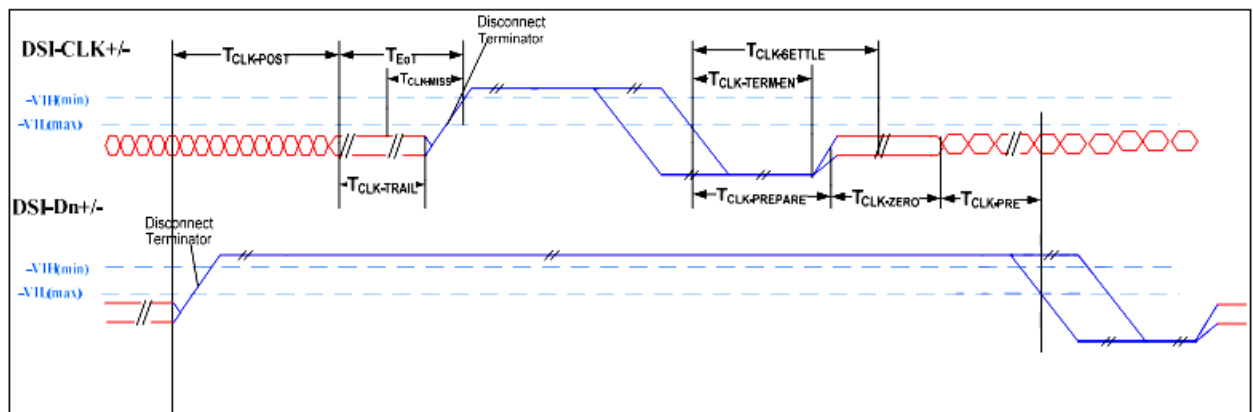 Disconnect
Terminator
DSI-CLK+/-
TCLK-POST
TEoT
TCLK-SETTLE
TCLK-MISS
TCLK-TERM-EN
-VIH(min)
-VIL(max)
TCLK-TRAIL
TCLK-PREPARE
TCLK-ZERO
TCLK-PRE
DSI-Dn+/-
Disconnect
Terminator
-VIH(min)
-VIL(max)